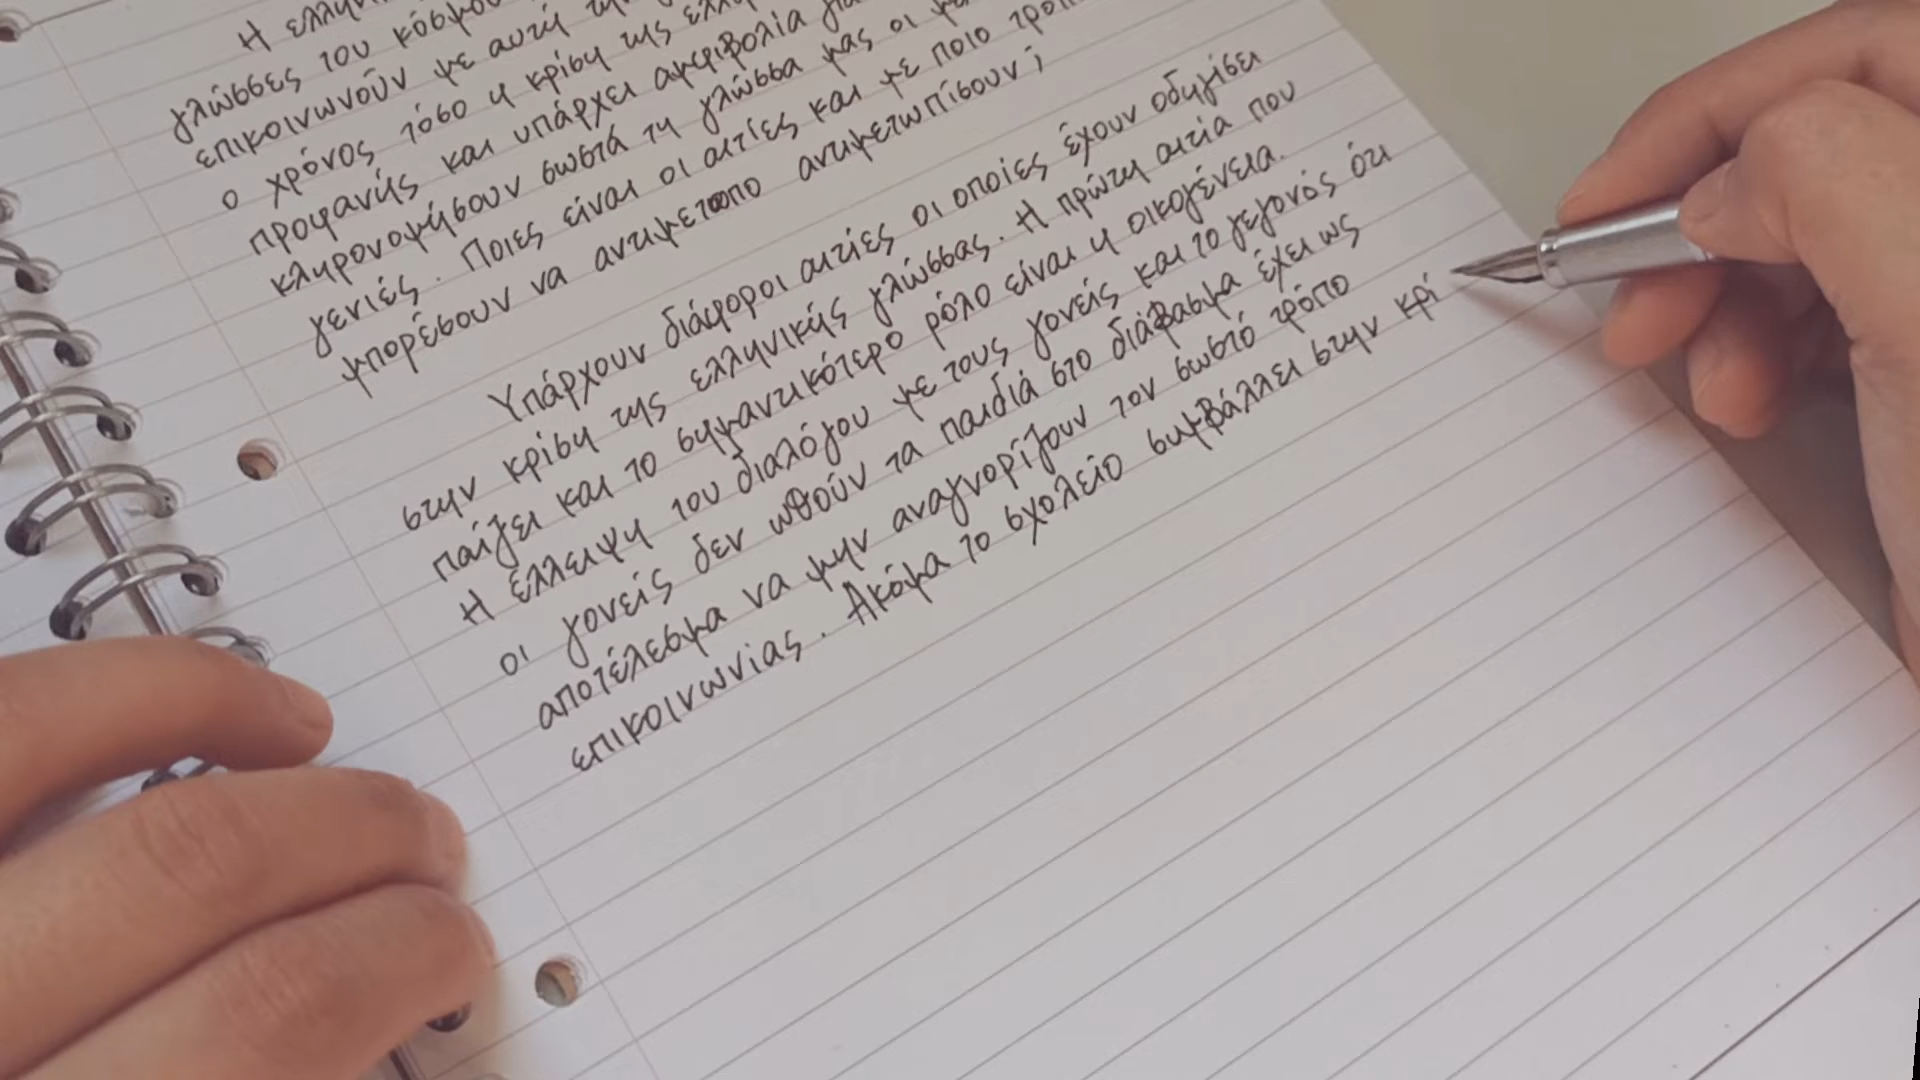 Η ελλην
γλώσσες του κόσμου
επικοινωνούν με αυτή
ο χρόνος τόσο η κρίση της ελλ
προφανής και υπάρχει αμφιβολία για
κληρονομήσουν σωστά τη γλώσσα μας οι
γενιές. Ποιες είναι οι αιτίες και με ποιο τρόπ
μπορέσουν να αντιμετοπο αντιμετωπίσουν;
Υπάρχουν διάφοροι αιτίες οι οποίες έχουν οδηγήσει
στην κρίση της ελληνικής γλώσσας. Η πρώτη αιτία που
παίζει και το σημαντικότερο ρόλο είναι η οικογένεια.
Η έλλειψη του διαλόγου με τους γονείς και το γεγονός ότι
οι γονείς δεν ωθούν τα παιδιά στο διάβασμα έχει ως
αποτέλεσμα να μην αναγνορίζουν τον σωστό τρόπο
επικοινωνίας. Ακόμα το σχολείο συμβάλλει στην κρί